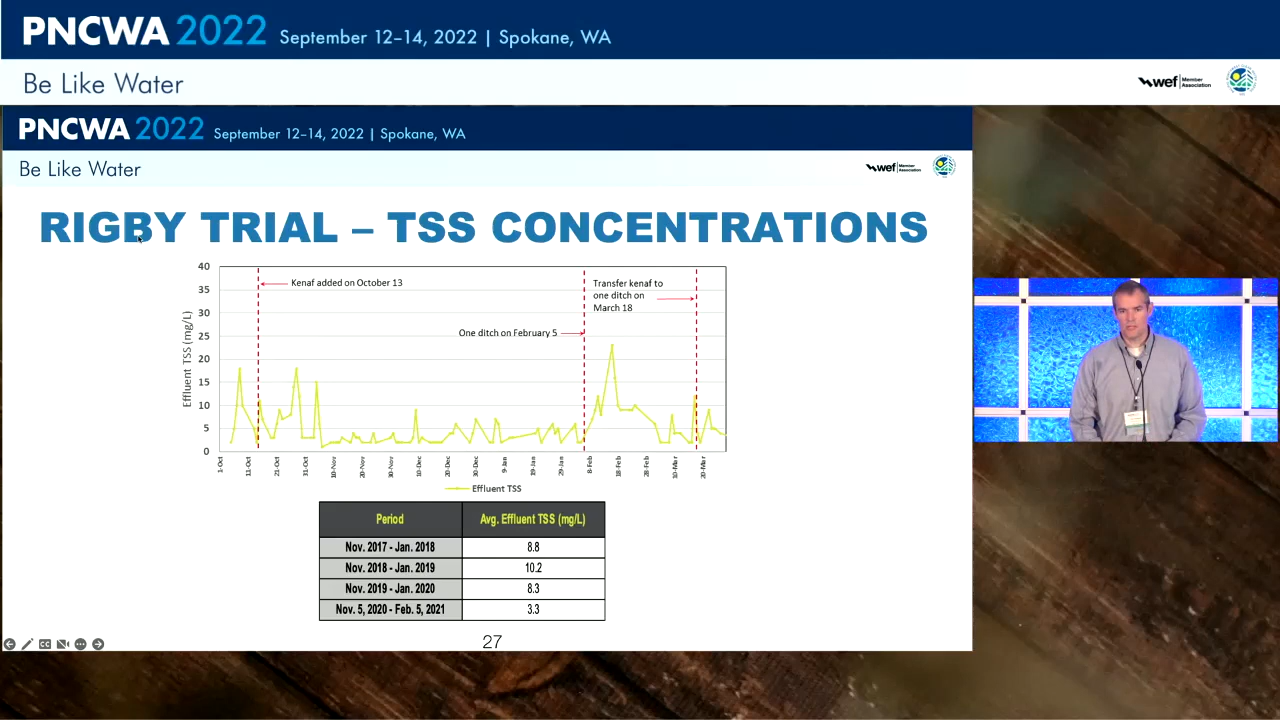 PNCWA 2022 September 12–14, 2022 | Spokane, WA
Be Like Water
wef Member Association
PNCWA 2022 September 12–14, 2022 | Spokane, WA
Be Like Water
wef Member Association
RIGBY TRIAL – TSS CONCENTRATIONS
40
35
30
25
20
15
10
5
0
Effluent TSS (mg/L)
Kenaf added on October 13
One ditch on February 5
Transfer kenaf to
one ditch on
March 18
1-Oct
11-Oct
21-Oct
31-Oct
10-Nov
20-Nov
30-Nov
10-Dec
20-Dec
30-Dec
9-Jan
19-Jan
29-Jan
8-Feb
18-Feb
28-Feb
10-Mar
20-Mar
Effluent TSS
Period Avg. Effluent TSS (mg/L)
Nov. 2017 - Jan. 2018 8.8
Nov. 2018 - Jan. 2019 10.2
Nov. 2019 - Jan. 2020 8.3
Nov. 5, 2020 - Feb. 5, 2021 3.3
CC
27